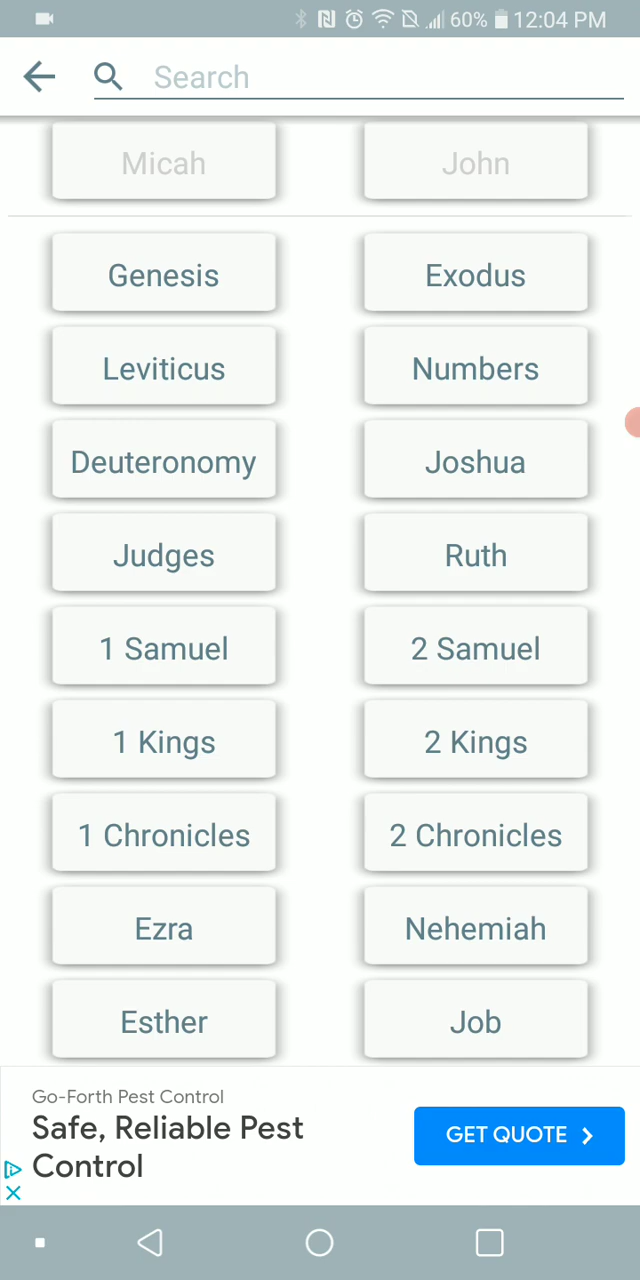 60% 12:04 PM
Search
Micah John
Genesis Exodus
Leviticus Numbers
Deuteronomy Joshua
Judges Ruth
1 Samuel 2 Samuel
1 Kings 2 Kings
1 Chronicles 2 Chronicles
Ezra Nehemiah
Esther Job
Go-Forth Pest Control
Safe, Reliable Pest
Control
GET QUOTE